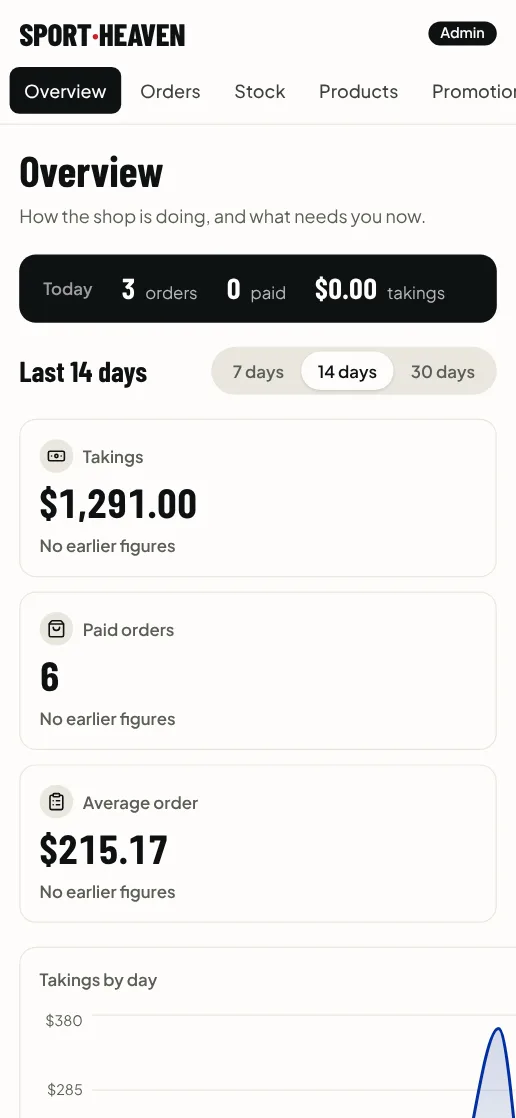 SPORT·HEAVEN
Admin
Overview Orders Stock Products Promotion
Overview
How the shop is doing, and what needs you now.
Today 3 orders 0 paid $0.00 takings
Last 14 days 7 days 14 days 30 days
Takings
$1,291.00
No earlier figures
Paid orders
6
No earlier figures
Average order
$215.17
No earlier figures
Takings by day
$380
$285